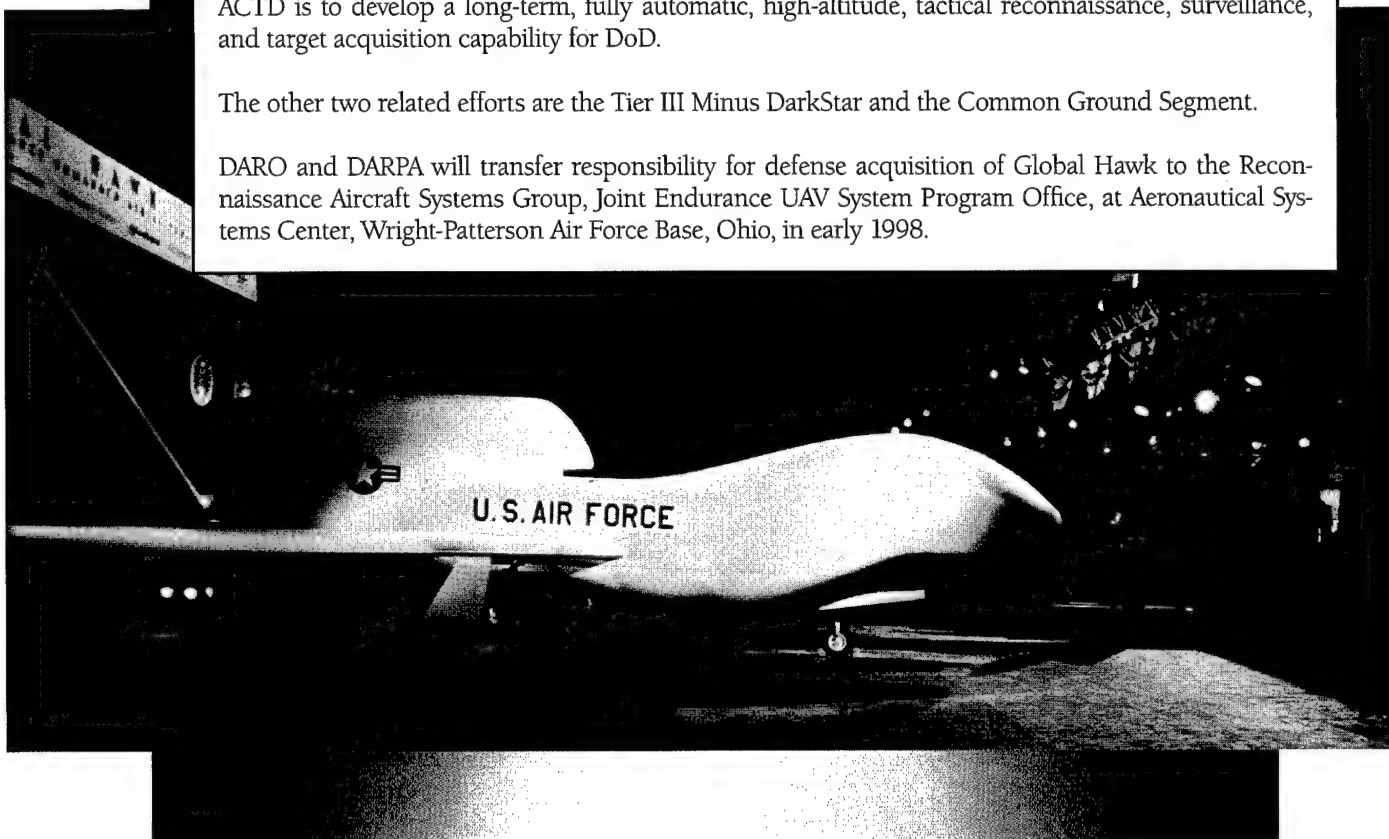 ACTD is to develop a long-term, fully automatic, high-altitude, tactical reconnaissance, surveillance,
and target acquisition capability for DoD.
The other two related efforts are the Tier III Minus DarkStar and the Common Ground Segment.
DARO and DARPA will transfer responsibility for defense acquisition of Global Hawk to the Recon-
naissance Aircraft Systems Group, Joint Endurance UAV System Program Office, at Aeronautical Sys-
tems Center, Wright-Patterson Air Force Base, Ohio, in early 1998.
U.S. AIR FORCE